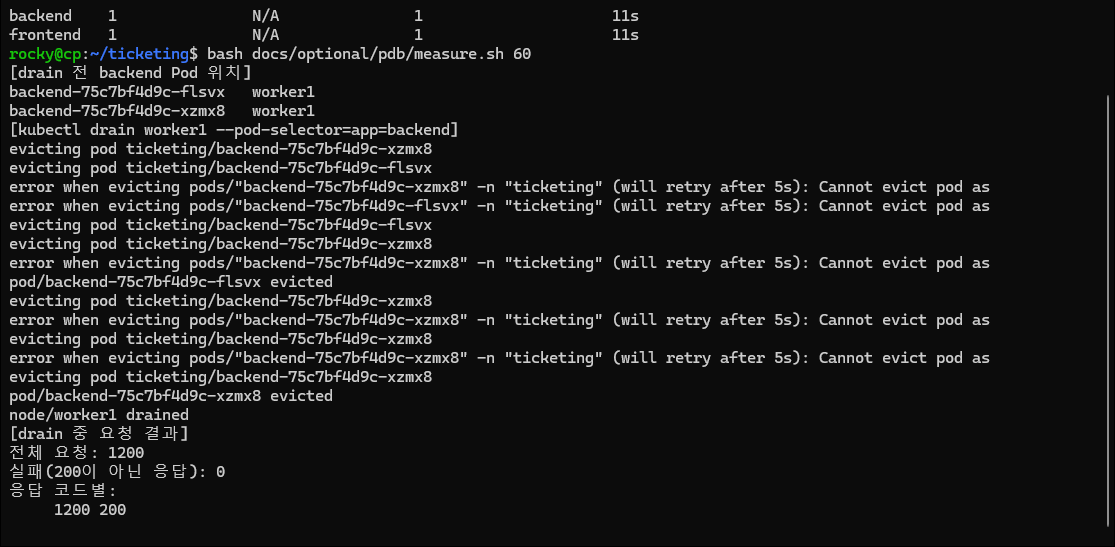 backend    1               N/A               1                     11s
frontend   1               N/A               1                     11s
rocky@cp:~/ticketing$ bash docs/optional/pdb/measure.sh 60
[drain 전 backend Pod 위치]
backend-75c7bf4d9c-flsvx   worker1
backend-75c7bf4d9c-xzmx8   worker1
[kubectl drain worker1 --pod-selector=app=backend]
evicting pod ticketing/backend-75c7bf4d9c-xzmx8
evicting pod ticketing/backend-75c7bf4d9c-flsvx
error when evicting pods/"backend-75c7bf4d9c-xzmx8" -n "ticketing" (will retry after 5s): Cannot evict pod as
error when evicting pods/"backend-75c7bf4d9c-flsvx" -n "ticketing" (will retry after 5s): Cannot evict pod as
evicting pod ticketing/backend-75c7bf4d9c-flsvx
evicting pod ticketing/backend-75c7bf4d9c-xzmx8
error when evicting pods/"backend-75c7bf4d9c-xzmx8" -n "ticketing" (will retry after 5s): Cannot evict pod as
pod/backend-75c7bf4d9c-flsvx evicted
evicting pod ticketing/backend-75c7bf4d9c-xzmx8
error when evicting pods/"backend-75c7bf4d9c-xzmx8" -n "ticketing" (will retry after 5s): Cannot evict pod as
evicting pod ticketing/backend-75c7bf4d9c-xzmx8
error when evicting pods/"backend-75c7bf4d9c-xzmx8" -n "ticketing" (will retry after 5s): Cannot evict pod as
evicting pod ticketing/backend-75c7bf4d9c-xzmx8
pod/backend-75c7bf4d9c-xzmx8 evicted
node/worker1 drained
[drain 중 요청 결과]
전체 요청: 1200
실패(200이 아닌 응답): 0
응답 코드별:
     1200 200